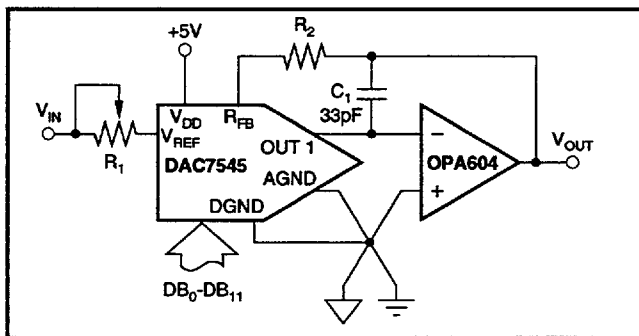 +5V
R2
C1
33pF
VIN
VDD
RFB
VREF
R1
OUT 1
DAC7545
AGND
DGND
−
OPA604
+
VOUT
DB0-DB11